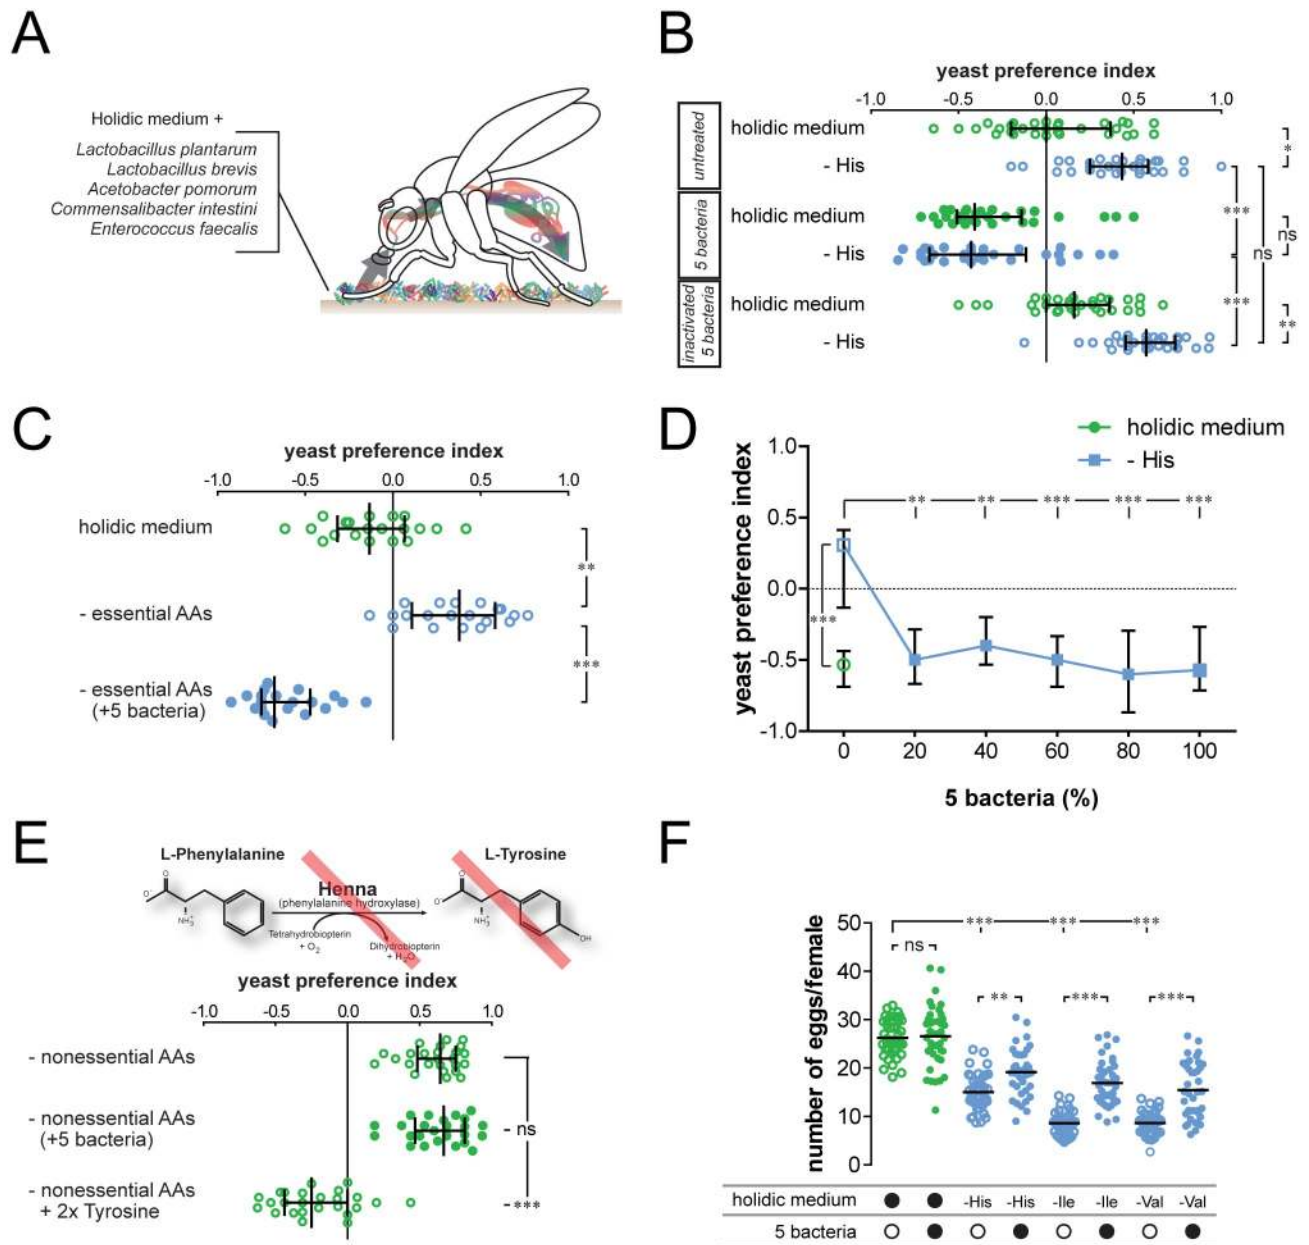 A
Holidic medium +
Lactobacillus plantarum
Lactobacillus brevis
Acetobacter pomorum
Commensalibacter intestini
Enterococcus faecalis
B
yeast preference index
-1.0 -0.5 0.0 0.5 1.0
untreated
holidic medium
- His
5 bacteria
holidic medium
- His
inactivated
5 bacteria
holidic medium
- His
*
***
ns
ns
***
**
C
yeast preference index
-1.0 -0.5 0.0 0.5 1.0
holidic medium
- essential AAs
- essential AAs
(+5 bacteria)
**
***
D
holidic medium
- His
yeast preference index
1.0
0.5
0.0
-0.5
-1.0
** ** *** *** ***
***
0 20 40 60 80 100
5 bacteria (%)
E
L-Phenylalanine L-Tyrosine
Henna
(phenylalanine hydroxylase)
O
O-
NH3+
Tetrahydrobiopterin
+ O2
Dihydrobiopterin
+ H2O
O
O-
NH3+
OH
yeast preference index
-1.0 -0.5 0.0 0.5 1.0
- nonessential AAs
- nonessential AAs
(+5 bacteria)
- nonessential AAs
+ 2x Tyrosine
ns
***
F
number of eggs/female
50
40
30
20
10
0
*** *** ***
ns
** *** ***
holidic medium -His -His -Ile -Ile -Val -Val
5 bacteria